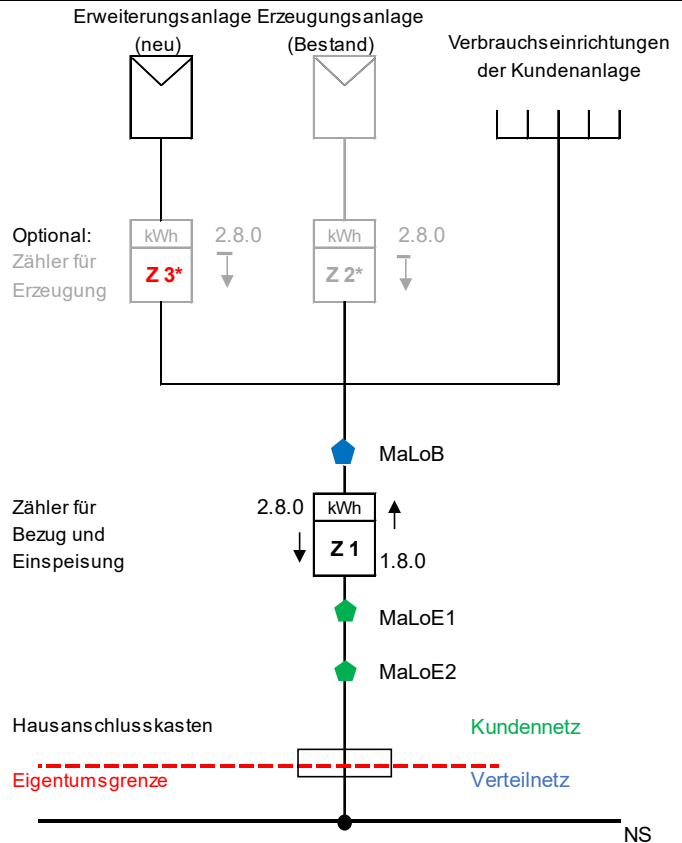 Erweiterungsanlage Erzeugungsanlage
(neu) (Bestand)
Verbrauchseinrichtungen
der Kundenanlage
Optional:
Zähler für
Erzeugung
kWh
Z 3*
2.8.0
kWh
Z 2*
2.8.0
MaLoB
Zähler für
Bezug und
Einspeisung
2.8.0
kWh
Z 1
1.8.0
MaLoE1
MaLoE2
Hausanschlusskasten
Kundennetz
Eigentumsgrenze
Verteilnetz
NS